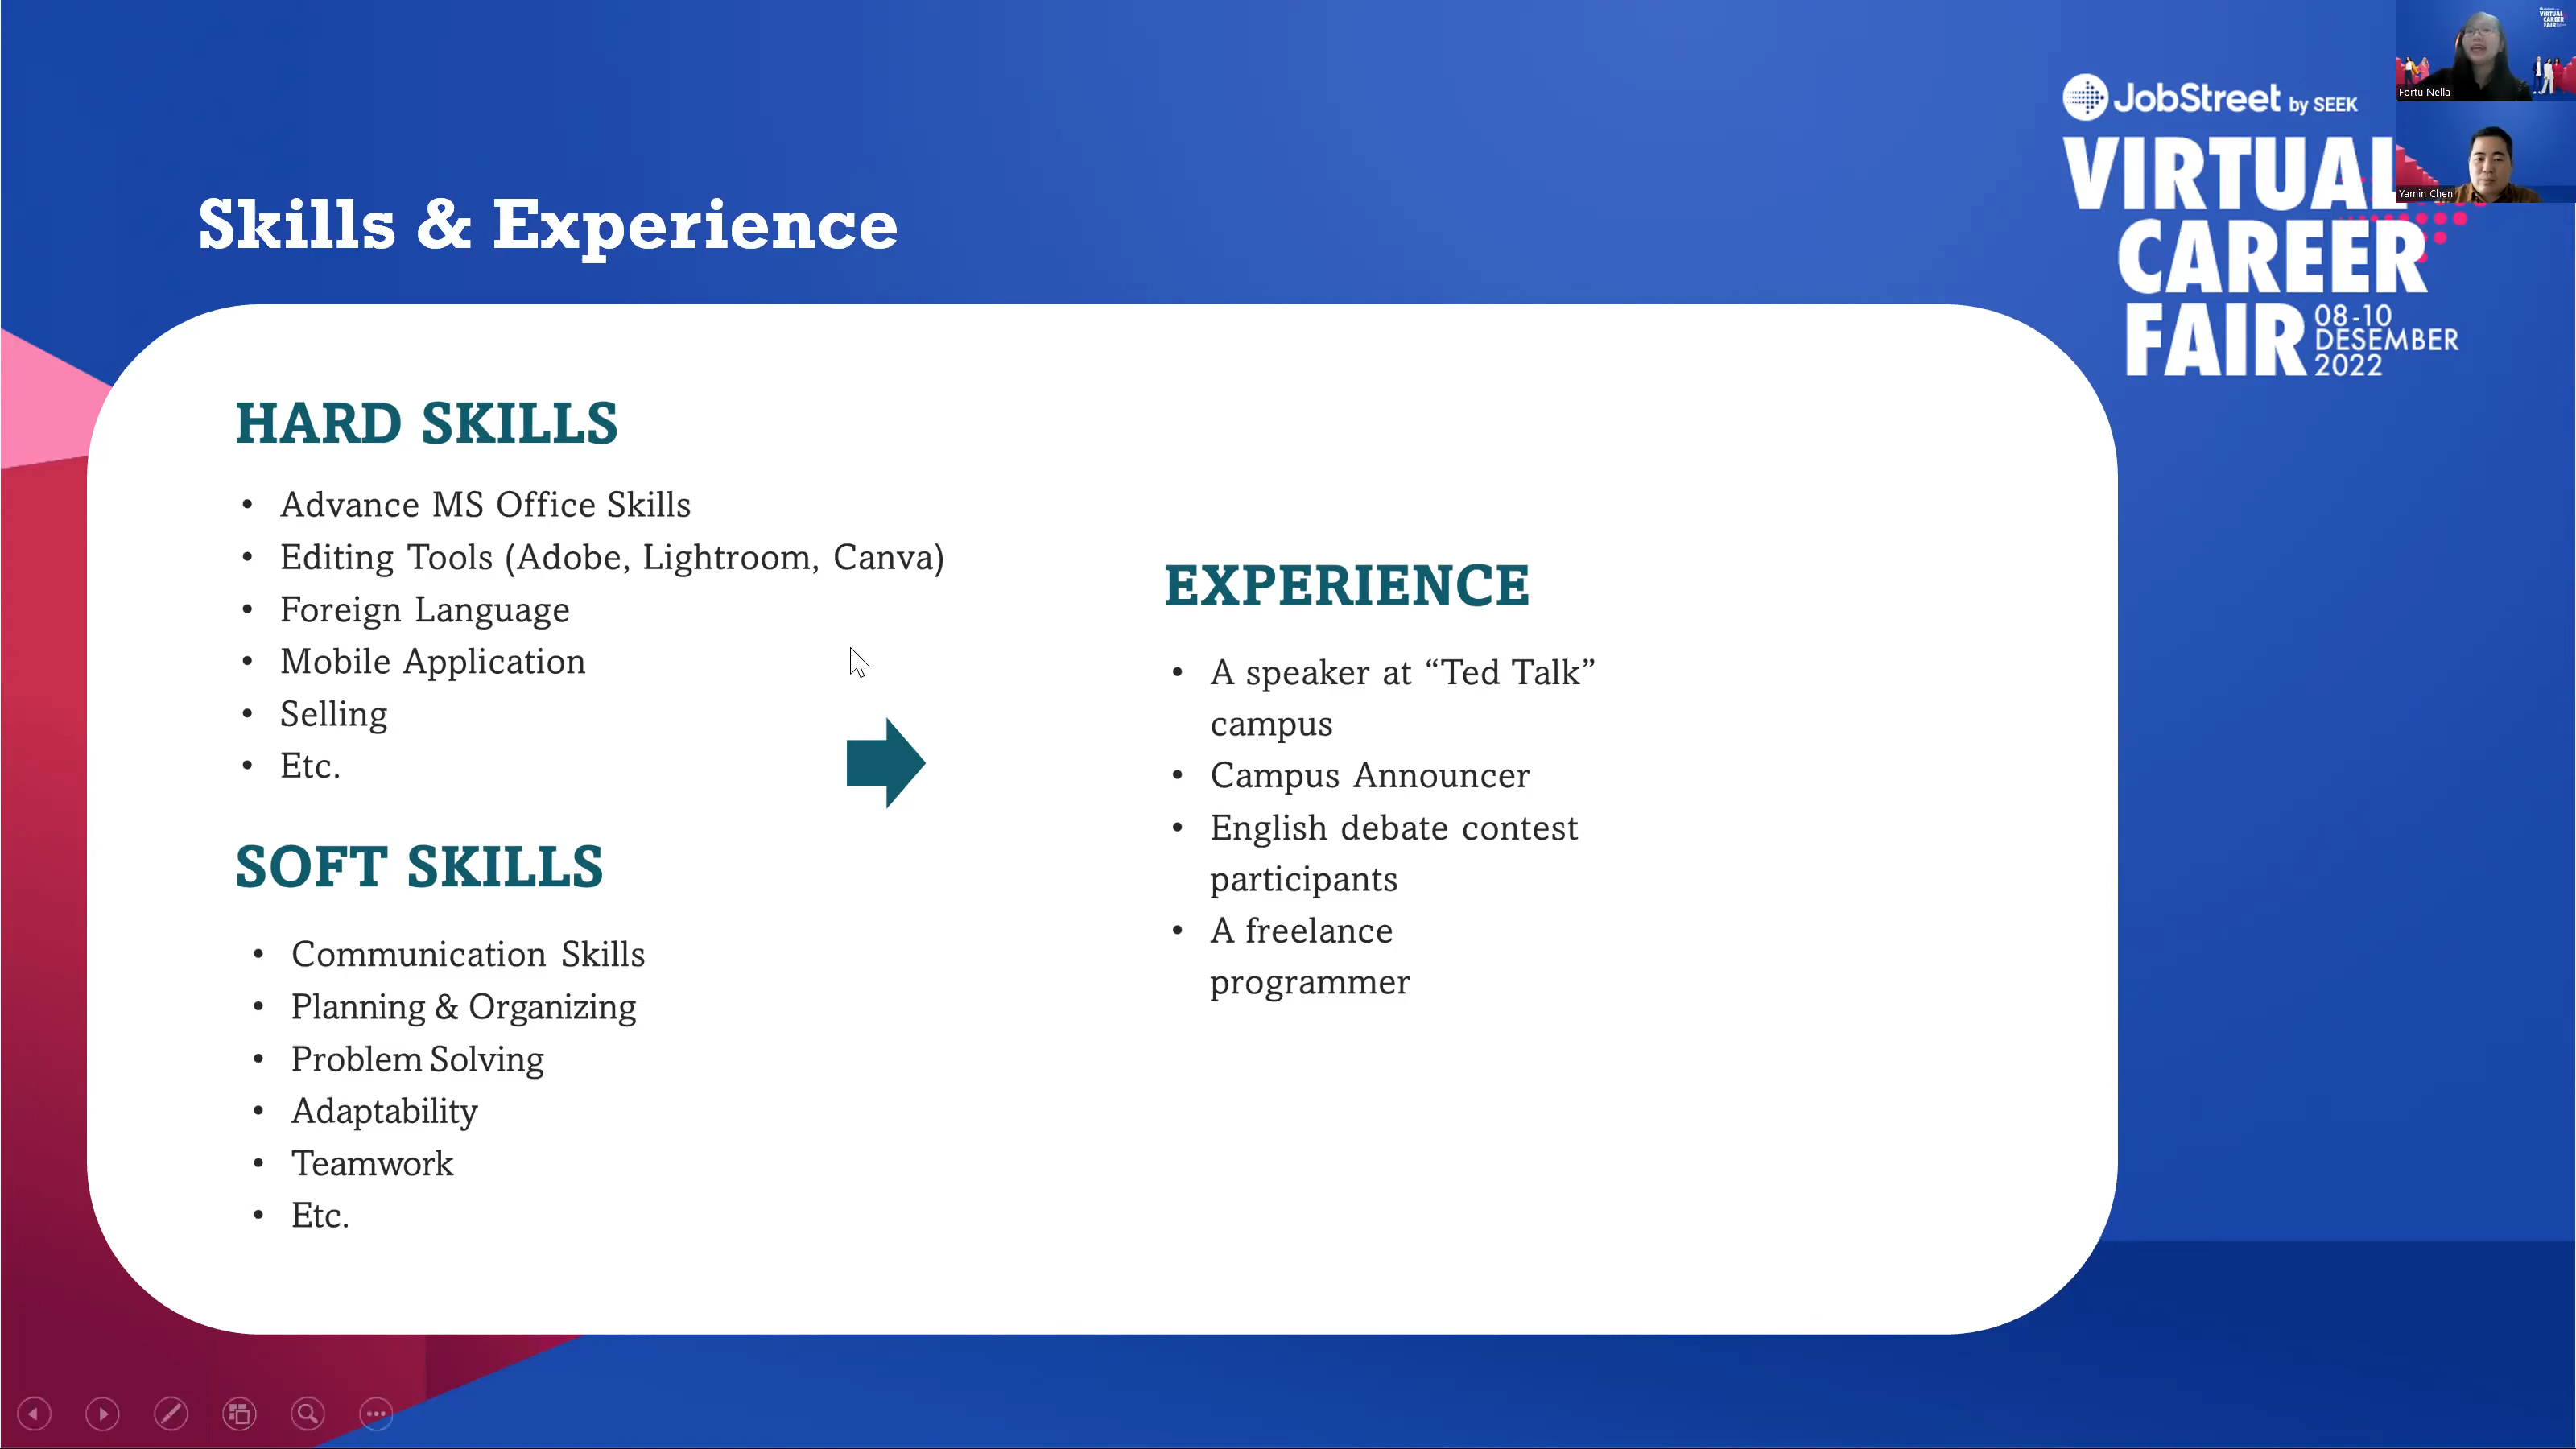 Skills & Experience
JobStreet by SEEK
VIRTUAL
CAREER
FAIR
08-10
DESEMBER
2022
Fortu Nella
Yamin Chen
VIRTUAL
CAREER
FAIR
HARD SKILLS
• Advance MS Office Skills
• Editing Tools (Adobe, Lightroom, Canva)
• Foreign Language
• Mobile Application
• Selling
• Etc.
SOFT SKILLS
• Communication Skills
• Planning & Organizing
• Problem Solving
• Adaptability
• Teamwork
• Etc.
EXPERIENCE
• A speaker at “Ted Talk”
campus
• Campus Announcer
• English debate contest
participants
• A freelance
programmer